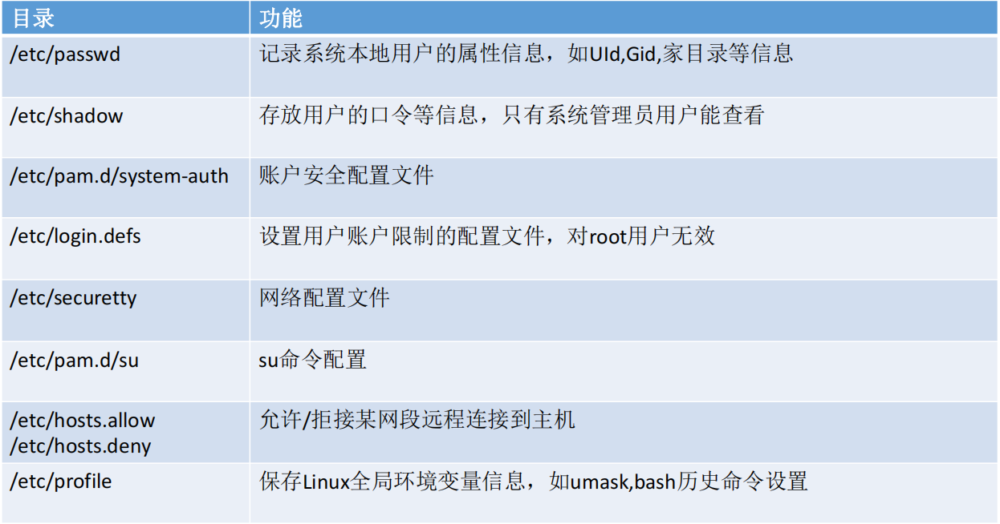 目录 功能
/etc/passwd 记录系统本地用户的属性信息，如UId,Gid,家目录等信息
/etc/shadow 存放用户的口令等信息，只有系统管理员用户能查看
/etc/pam.d/system-auth 账户安全配置文件
/etc/login.defs 设置用户账户限制的配置文件，对root用户无效
/etc/securetty 网络配置文件
/etc/pam.d/su su命令配置
/etc/hosts.allow 允许/拒接某网段远程连接到主机
/etc/hosts.deny
/etc/profile 保存Linux全局环境变量信息，如umask,bash历史命令设置